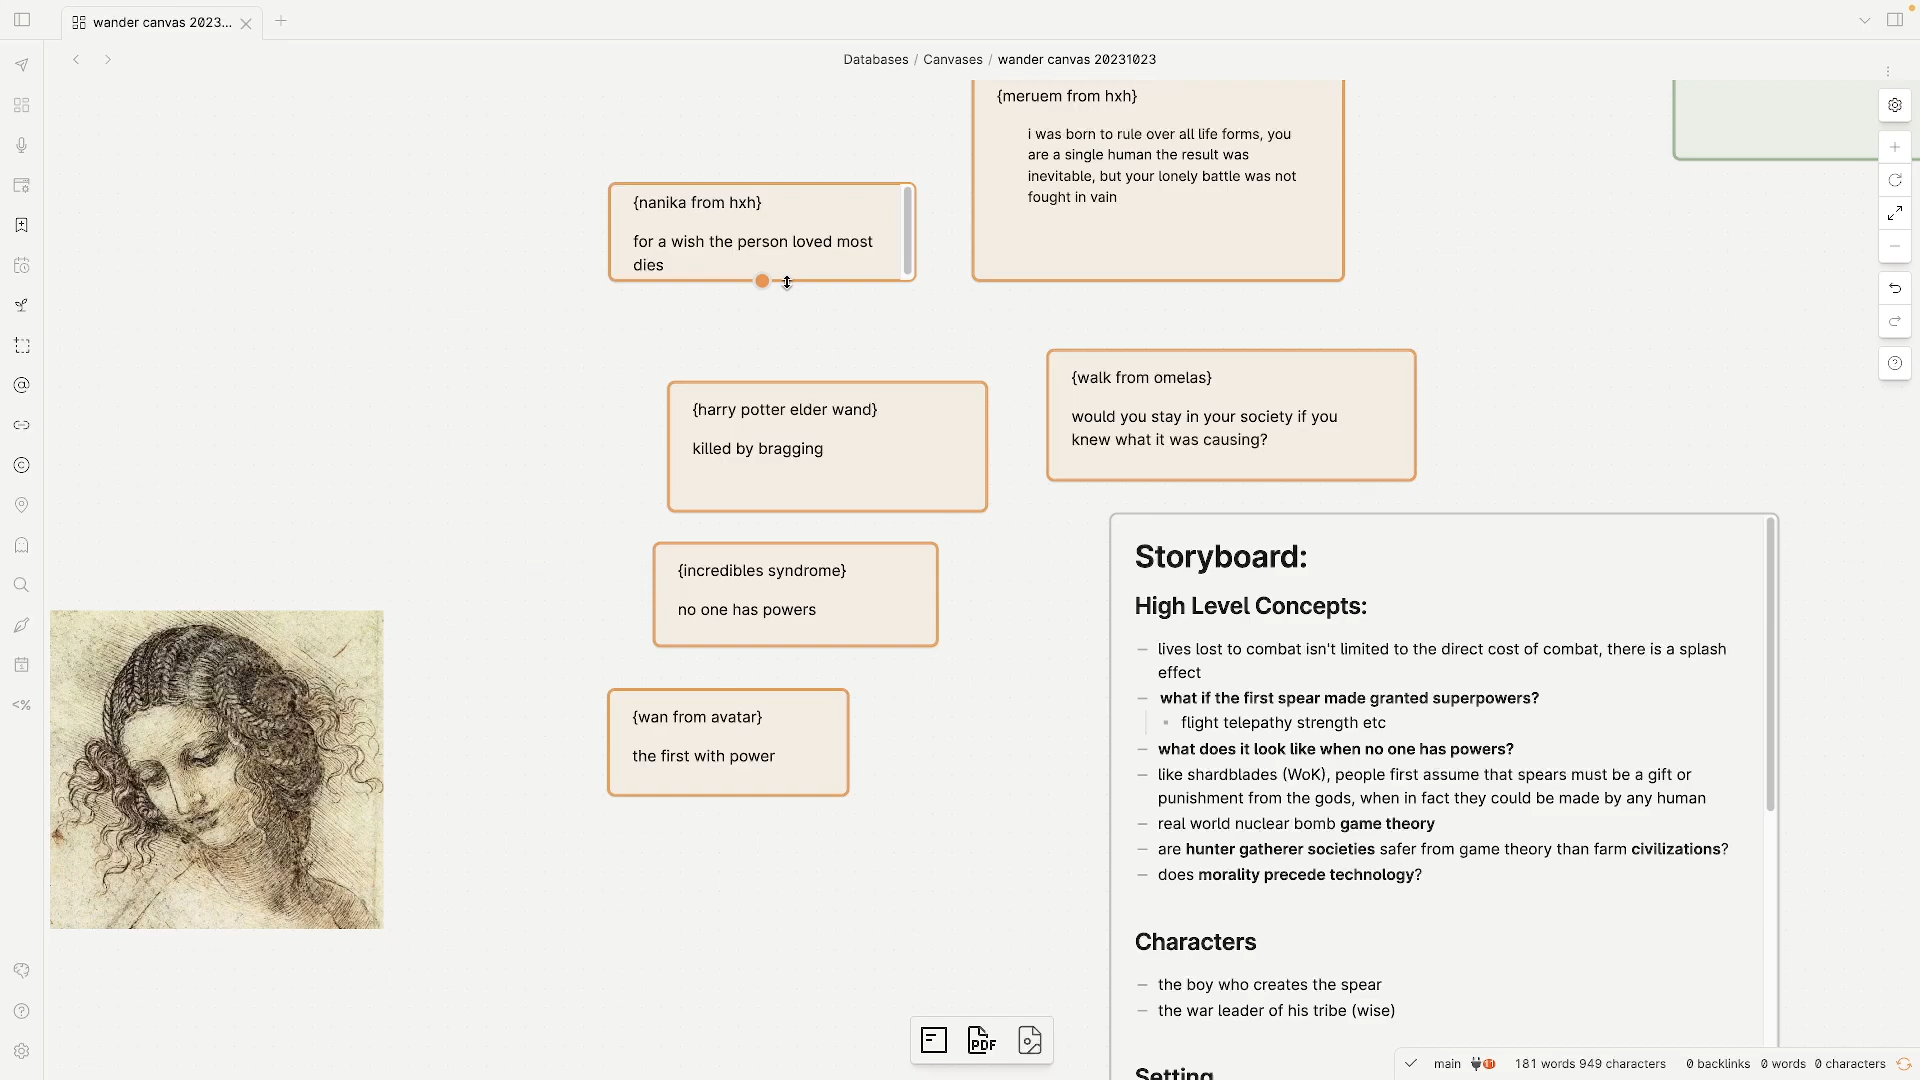 wander canvas 2023...
Databases / Canvases / wander canvas 20231023
{meruem from hxh}
i was born to rule over all life forms, you
are a single human the result was
inevitable, but your lonely battle was not
fought in vain
{nanika from hxh}
for a wish the person loved most
dies
{walk from omelas}
would you stay in your society if you
knew what it was causing?
{harry potter elder wand}
killed by bragging
{incredibles syndrome}
no one has powers
{wan from avatar}
the first with power
Storyboard:
High Level Concepts:
– lives lost to combat isn't limited to the direct cost of combat, there is a splash
effect
– what if the first spear made granted superpowers?
• flight telepathy strength etc
– what does it look like when no one has powers?
– like shardblades (WoK), people first assume that spears must be a gift or
punishment from the gods, when in fact they could be made by any human
– real world nuclear bomb game theory
– are hunter gatherer societies safer from game theory than farm civilizations?
– does morality precede technology?
Characters
– the boy who creates the spear
– the war leader of his tribe (wise)
Setting
PDF
main 181 words 949 characters 0 backlinks 0 words 0 characters